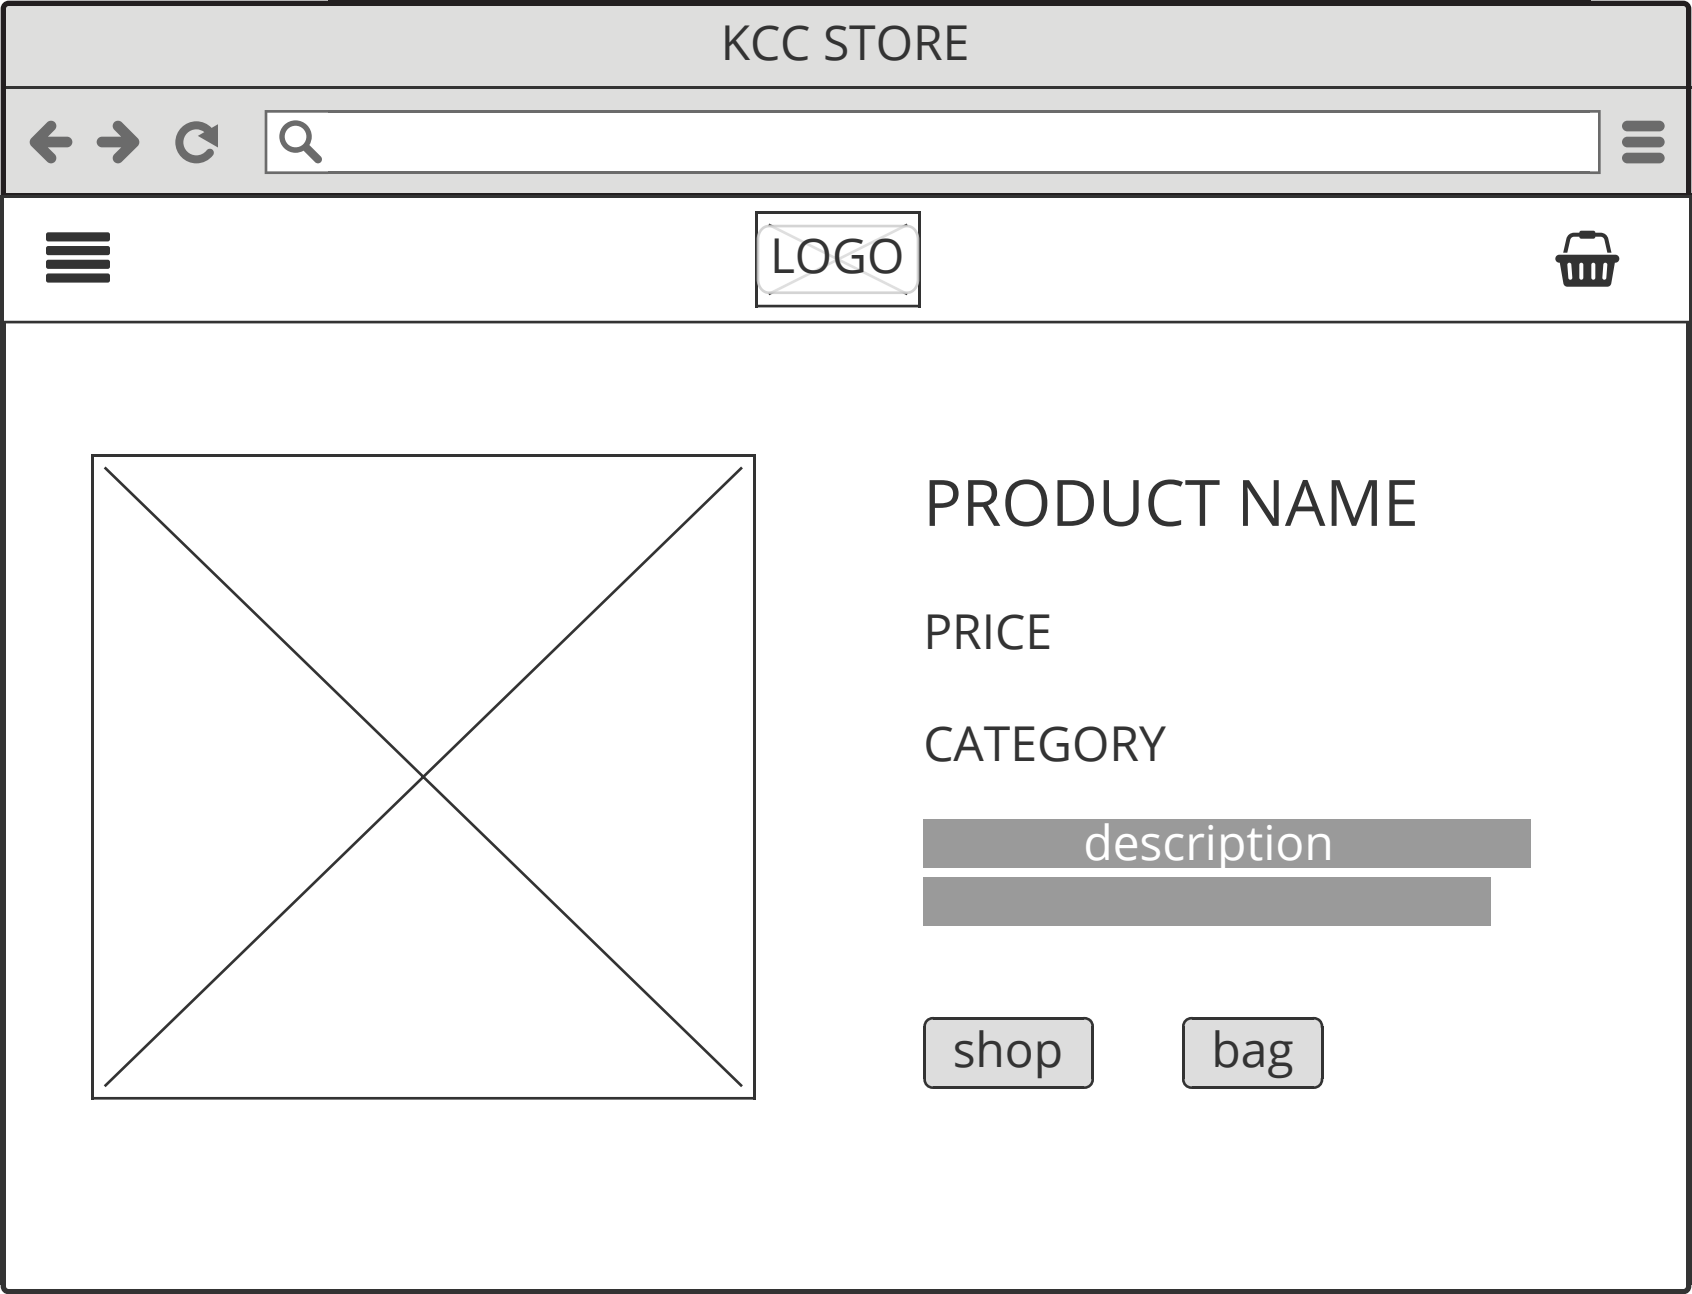 KCC STORE
LOGO
PRODUCT NAME
PRICE
CATEGORY
description
shop
bag